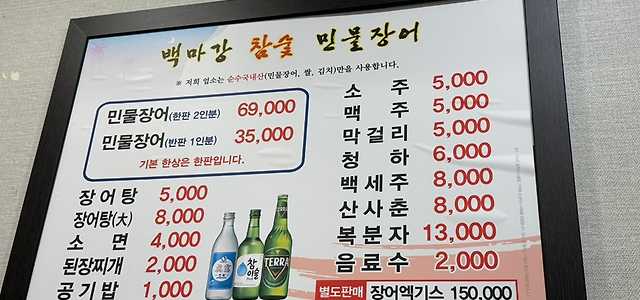 백마강 참숯 민물장어
※ 저희 업소는 순수국내산(민물장어, 쌀, 김치)만을 사용합니다.
민물장어(한판 2인분) 69,000
민물장어(반판 1인분) 35,000
기본 한상은 한판입니다.
장어탕 5,000
장어탕(大) 8,000
소면 4,000
된장찌개 2,000
공기밥 1,000
참이슬
TERRA
소주 5,000
맥주 5,000
막걸리 5,000
청하 6,000
백세주 8,000
산사춘 8,000
복분자 13,000
음료수 2,000
별도판매 장어엑기스 150,000